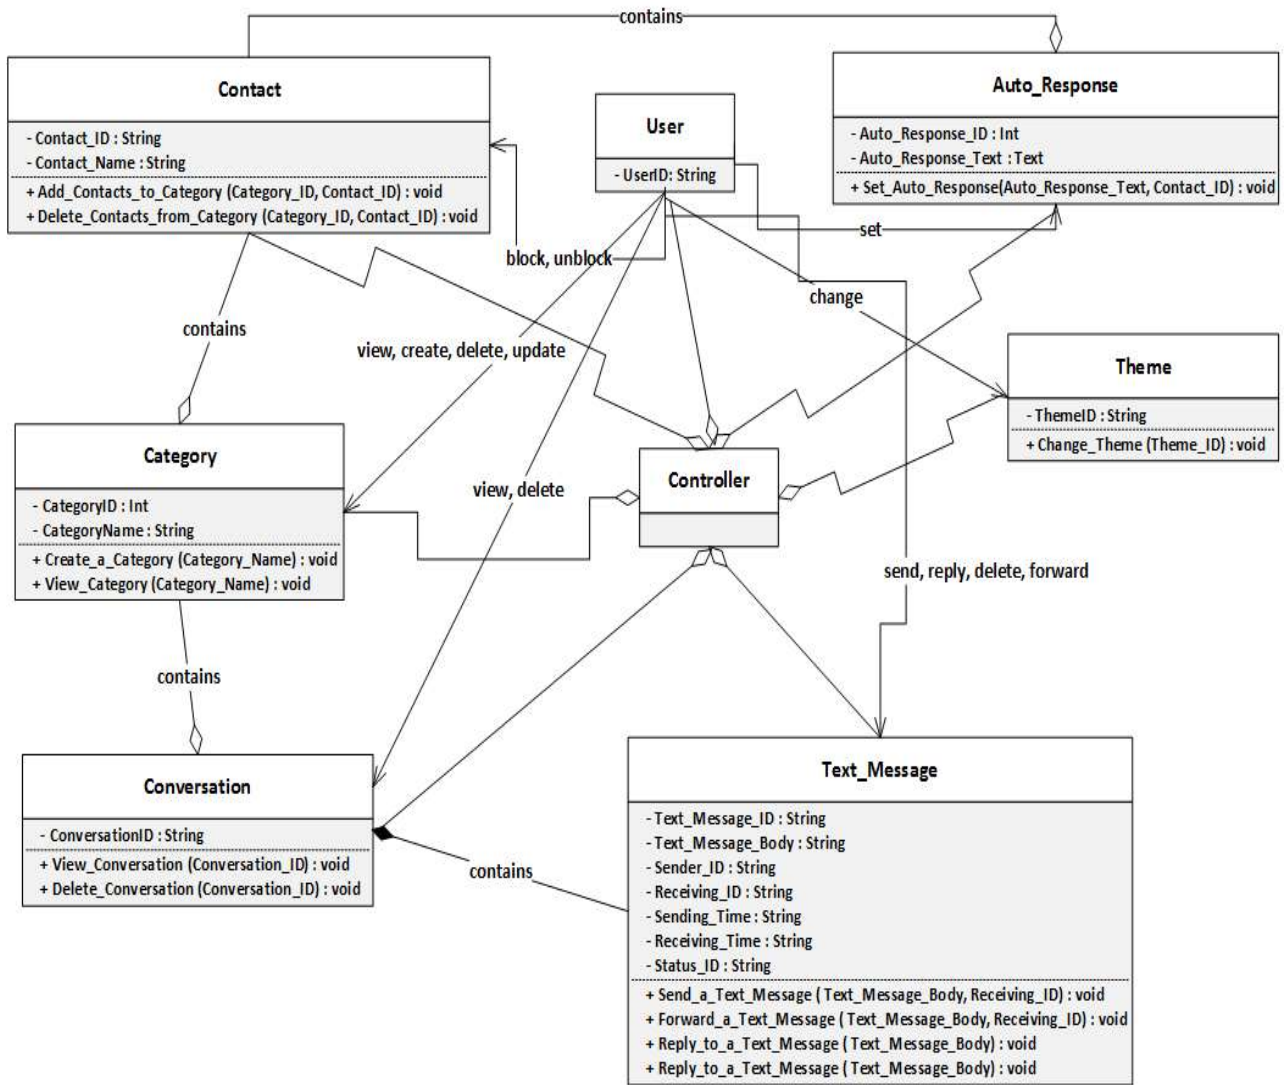 contains
Contact
- Contact_ID : String
- Contact_Name : String
+ Add_Contacts_to_Category (Category_ID, Contact_ID) : void
+ Delete_Contacts_from_Category (Category_ID, Contact_ID) : void
User
- UserID: String
Auto_Response
- Auto_Response_ID : Int
- Auto_Response_Text : Text
+ Set_Auto_Response(Auto_Response_Text, Contact_ID) : void
set
block, unblock
change
contains
view, create, delete, update
Theme
- ThemeID : String
+ Change_Theme (Theme_ID) : void
Category
- CategoryID : Int
- CategoryName : String
+ Create_a_Category (Category_Name) : void
+ View_Category (Category_Name) : void
view, delete
Controller
send, reply, delete, forward
contains
Conversation
- ConversationID : String
+ View_Conversation (Conversation_ID) : void
+ Delete_Conversation (Conversation_ID) : void
contains
Text_Message
- Text_Message_ID : String
- Text_Message_Body : String
- Sender_ID : String
- Receiving_ID : String
- Sending_Time : String
- Receiving_Time : String
- Status_ID : String
+ Send_a_Text_Message ( Text_Message_Body, Receiving_ID) : void
+ Forward_a_Text_Message ( Text_Message_Body, Receiving_ID) : void
+ Reply_to_a_Text_Message ( Text_Message_Body) : void
+ Reply_to_a_Text_Message ( Text_Message_Body) : void